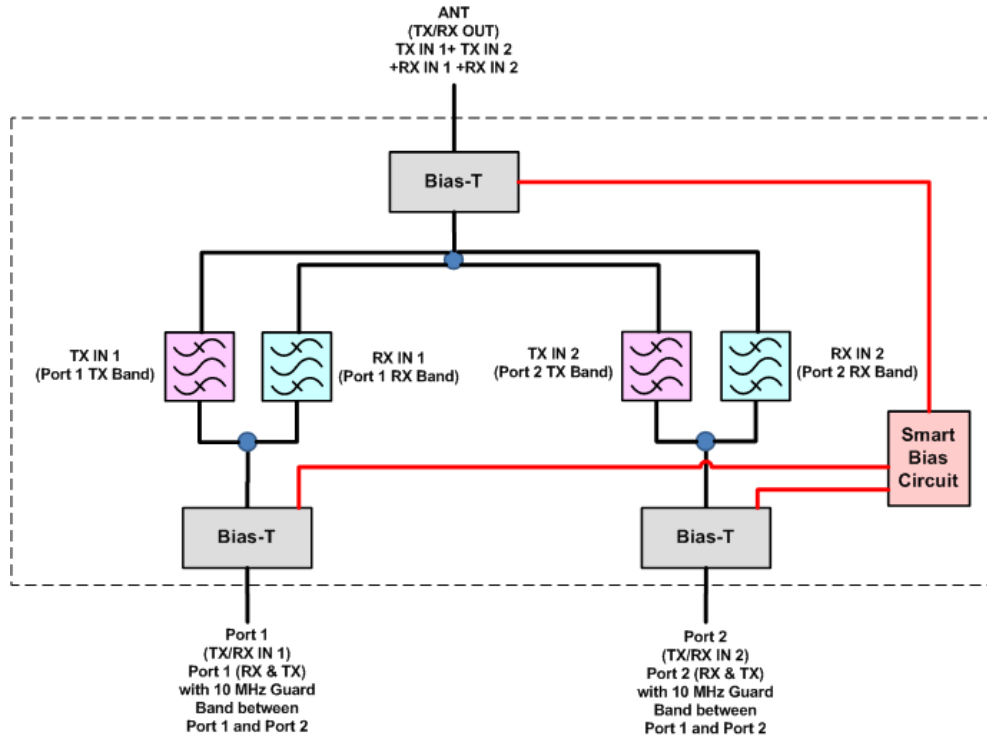 ANT
(TX/RX OUT)
TX IN 1+ TX IN 2
+RX IN 1 +RX IN 2
Bias-T
TX IN 1
(Port 1 TX Band)
RX IN 1
(Port 1 RX Band)
TX IN 2
(Port 2 TX Band)
RX IN 2
(Port 2 RX Band)
Smart
Bias
Circuit
Bias-T
Bias-T
Port 1
(TX/RX IN 1)
Port 1 (RX & TX)
with 10 MHz Guard
Band between
Port 1 and Port 2
Port 2
(TX/RX IN 2)
Port 2 (RX & TX)
with 10 MHz Guard
Band between
Port 1 and Port 2